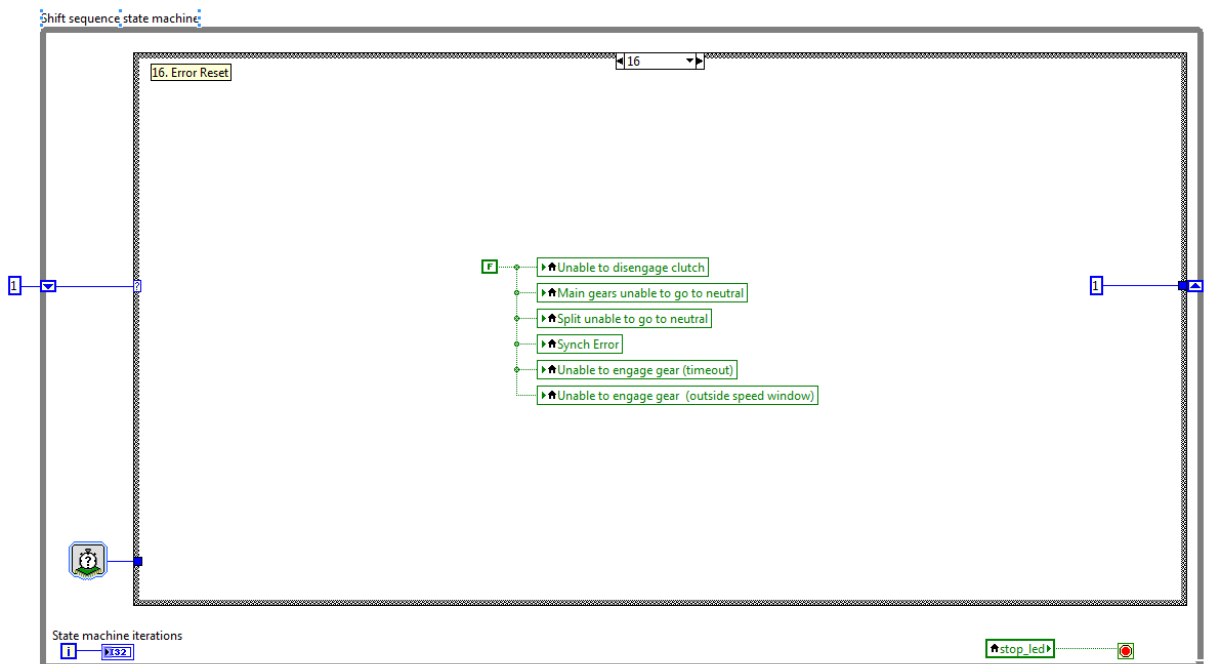 Shift sequence state machine
16
16. Error Reset
F
Unable to disengage clutch
Main gears unable to go to neutral
Split unable to go to neutral
Synch Error
Unable to engage gear (timeout)
Unable to engage gear (outside speed window)
1
?
1
?
State machine iterations
i
I32
stop_led